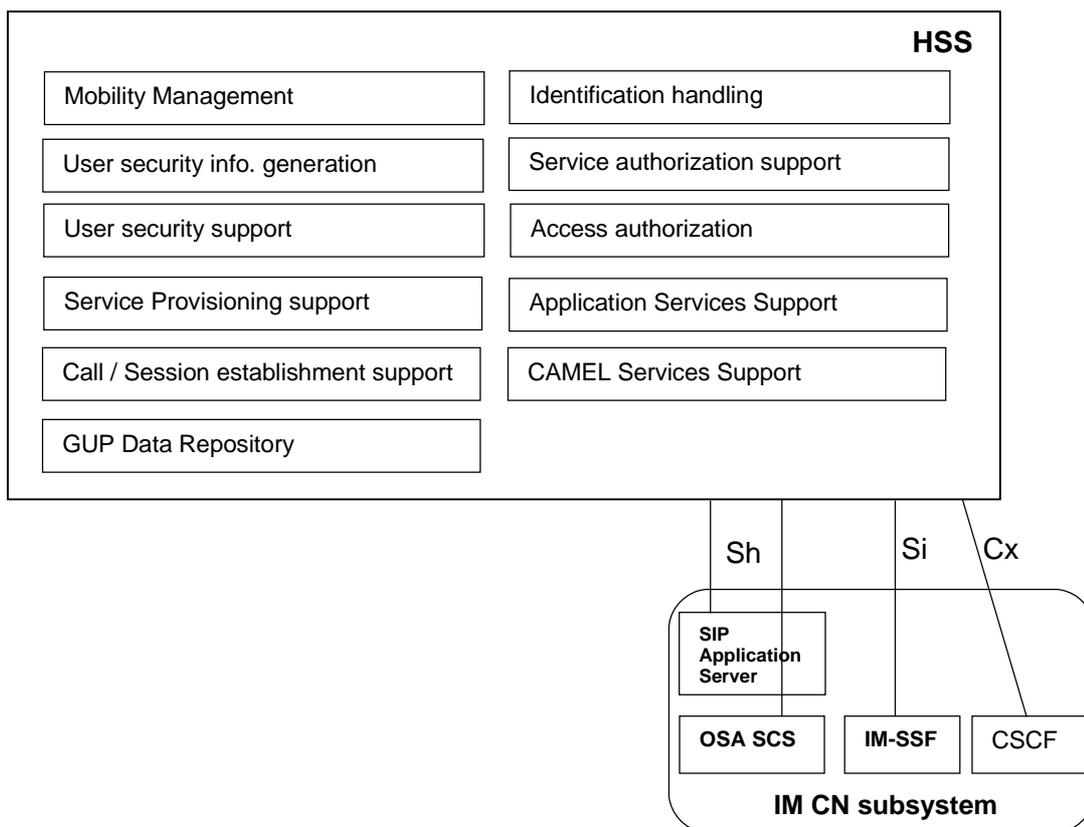 HSS
Mobility Management
Identification handling
User security info. generation
Service authorization support
User security support
Access authorization
Service Provisioning support
Application Services Support
Call / Session establishment support
CAMEL Services Support
GUP Data Repository
Sh
Si
Cx
SIP
Application
Server
OSA SCS
IM-SSF
CSCF
IM CN subsystem